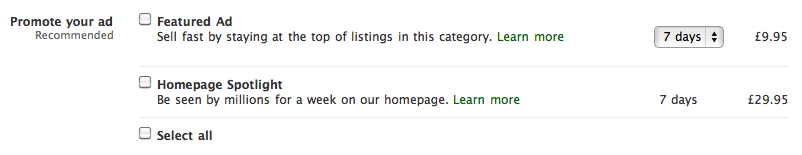 Promote your ad
Recommended
Featured Ad
Sell fast by staying at the top of listings in this category. Learn more
7 days £9.95
Homepage Spotlight
Be seen by millions for a week on our homepage. Learn more
7 days £29.95
Select all